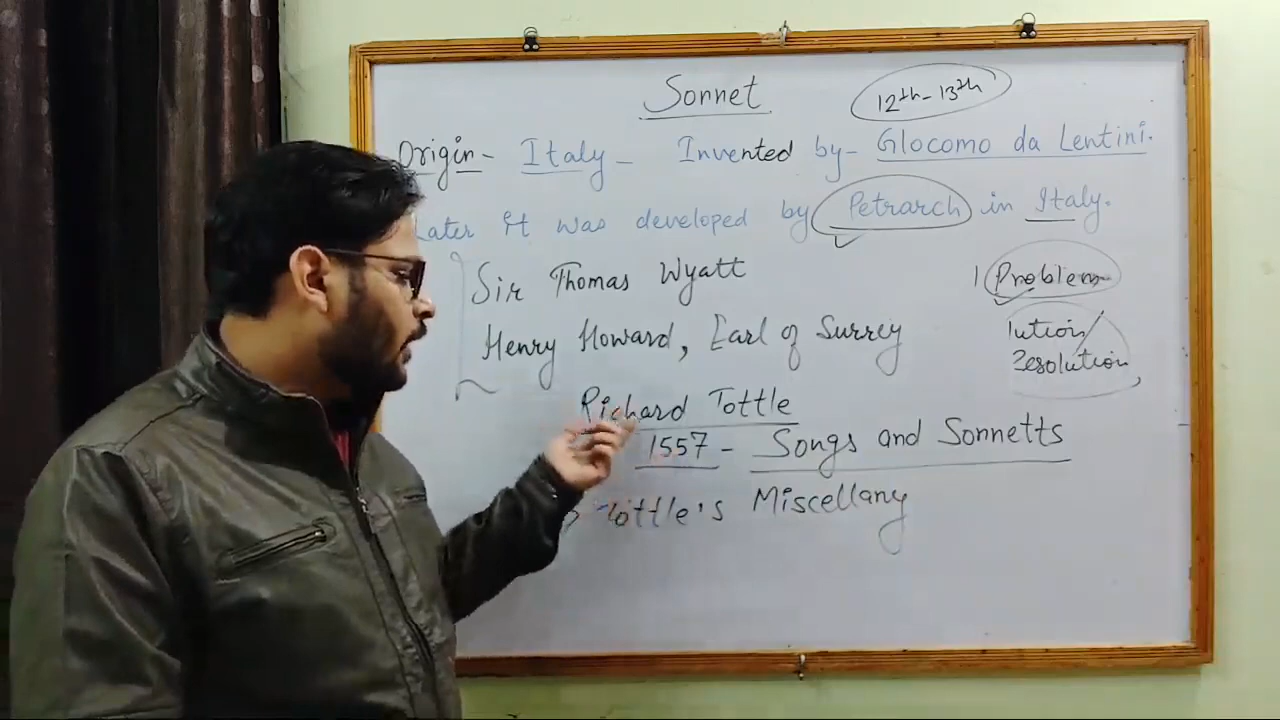 Sonnet
12th - 13th
Origin - Italy - Invented by - Glocomo da Lentini.
Later it was developed by Petrarch in Italy.
Sir Thomas Wyatt
1 Problem
Henry Howard, Earl of Surrey
lution/
Resolution
Richard Tottle
1557 - Songs and Sonnetts
Tottle's Miscellany